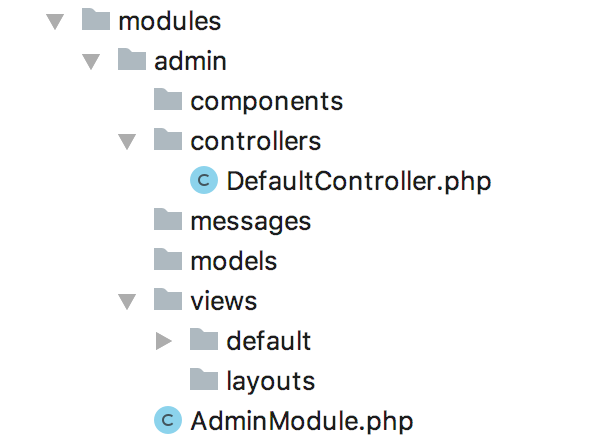 modules
admin
components
controllers
C DefaultController.php
messages
models
views
default
layouts
C AdminModule.php